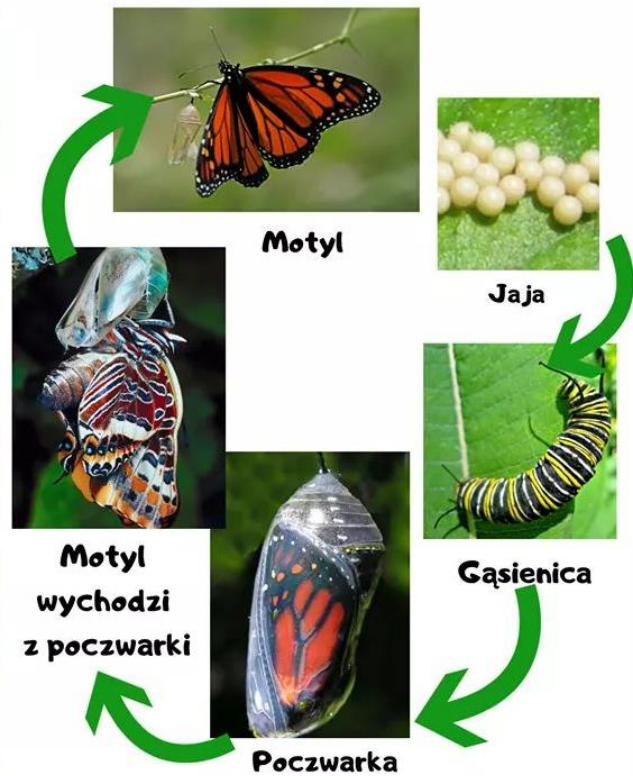 Motyl
Jaja
Gąsienica
Poczwarka
Motyl
wychodzi
z poczwarki